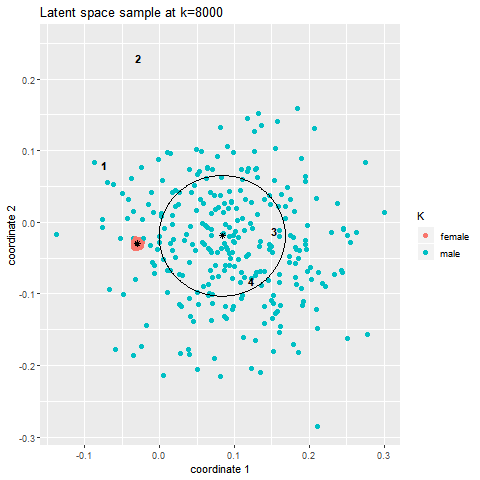 Latent space sample at k=8000
2
1
0.2
0.1
0.0
-0.1
-0.2
-0.3
3
4
-0.1
0.0
0.1
0.2
0.3
coordinate 1
coordinate 2
K
female
male